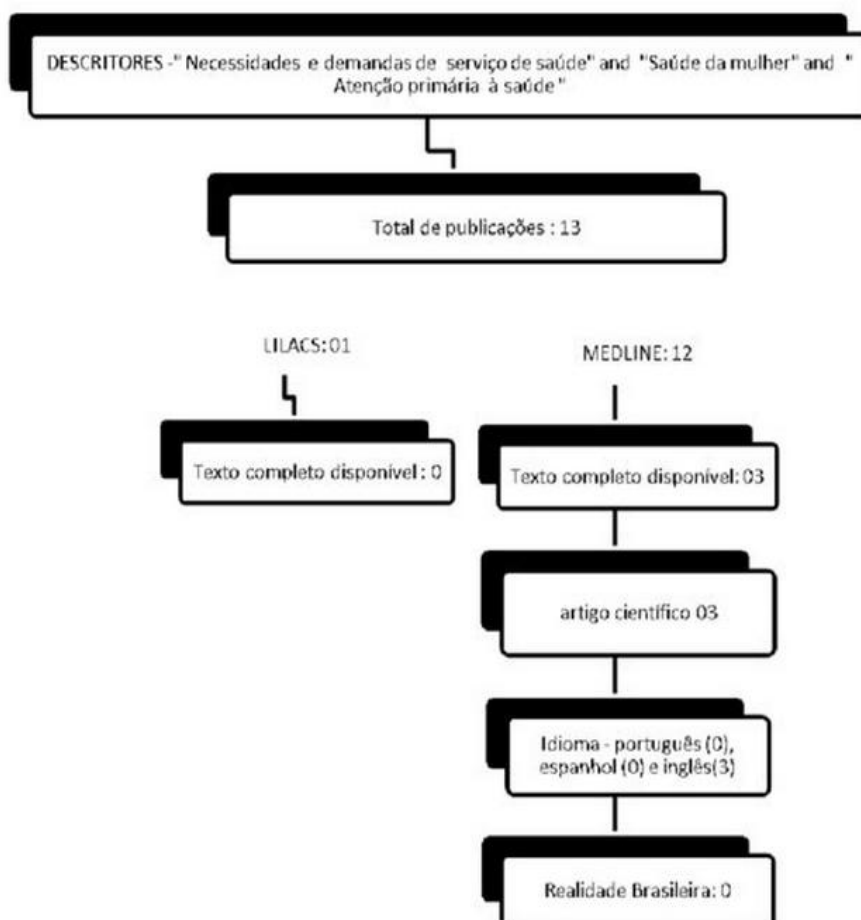 DESCRITORES -" Necessidades e demandas de serviço de saúde" and "Saúde da mulher" and "
Atenção primária à saúde "
Total de publicações : 13
LILACS: 01
MEDLINE: 12
Texto completo disponível : 0
Texto completo disponível: 03
artigo científico 03
Idioma - português (0),
espanhol (0) e inglês(3)
Realidade Brasileira: 0